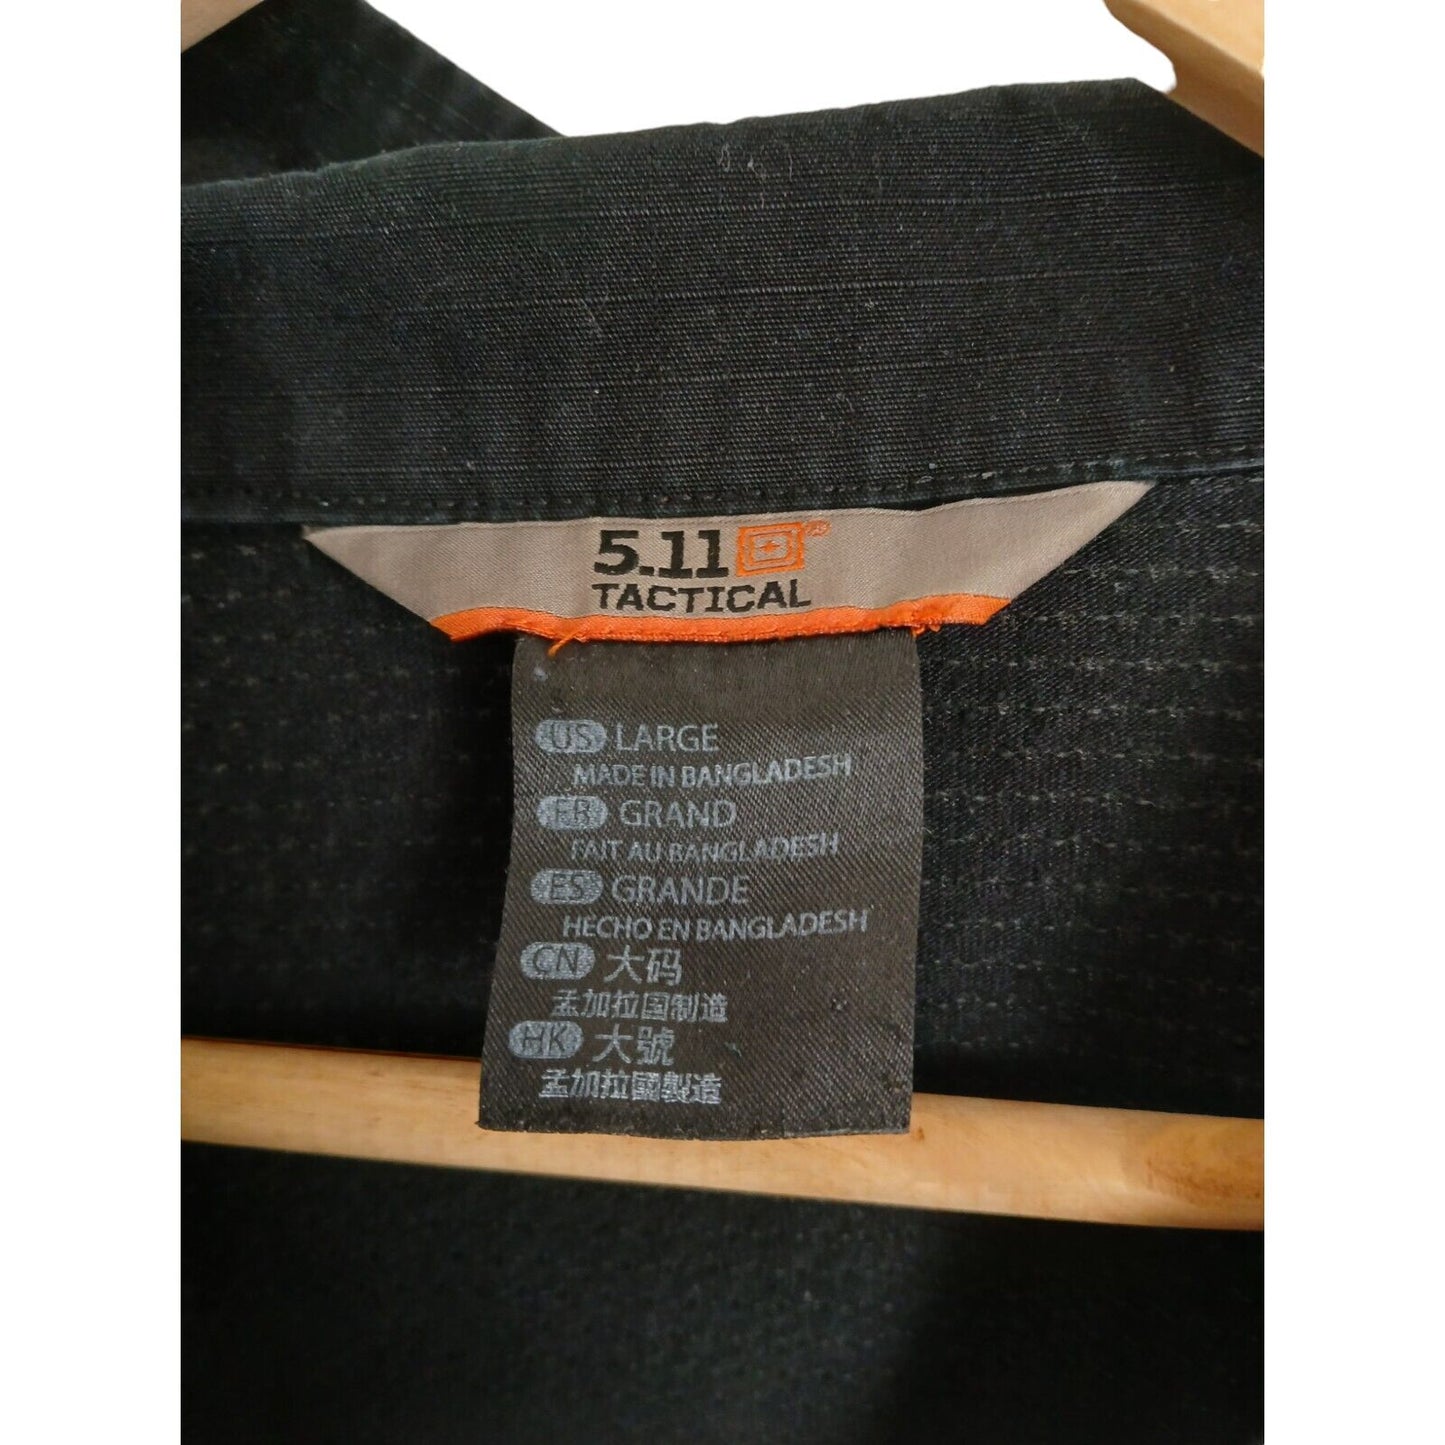 5.11®
TACTICAL
US LARGE
MADE IN BANGLADESH
FR GRAND
FAIT AU BANGLADESH
ES GRANDE
HECHO EN BANGLADESH
CN 大码
孟加拉国制造
HK 大號
孟加拉國製造